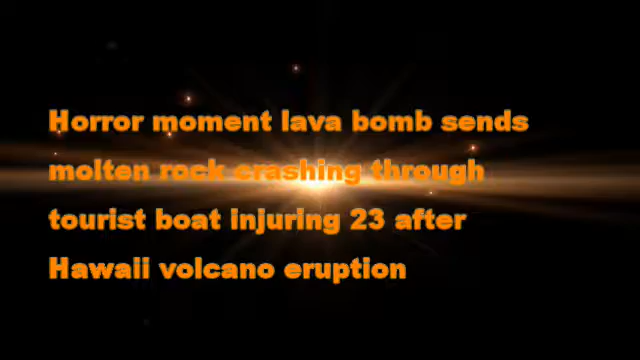 Horror moment lava bomb sends
molten rock crashing through
tourist boat injuring 23 after
Hawaii volcano eruption